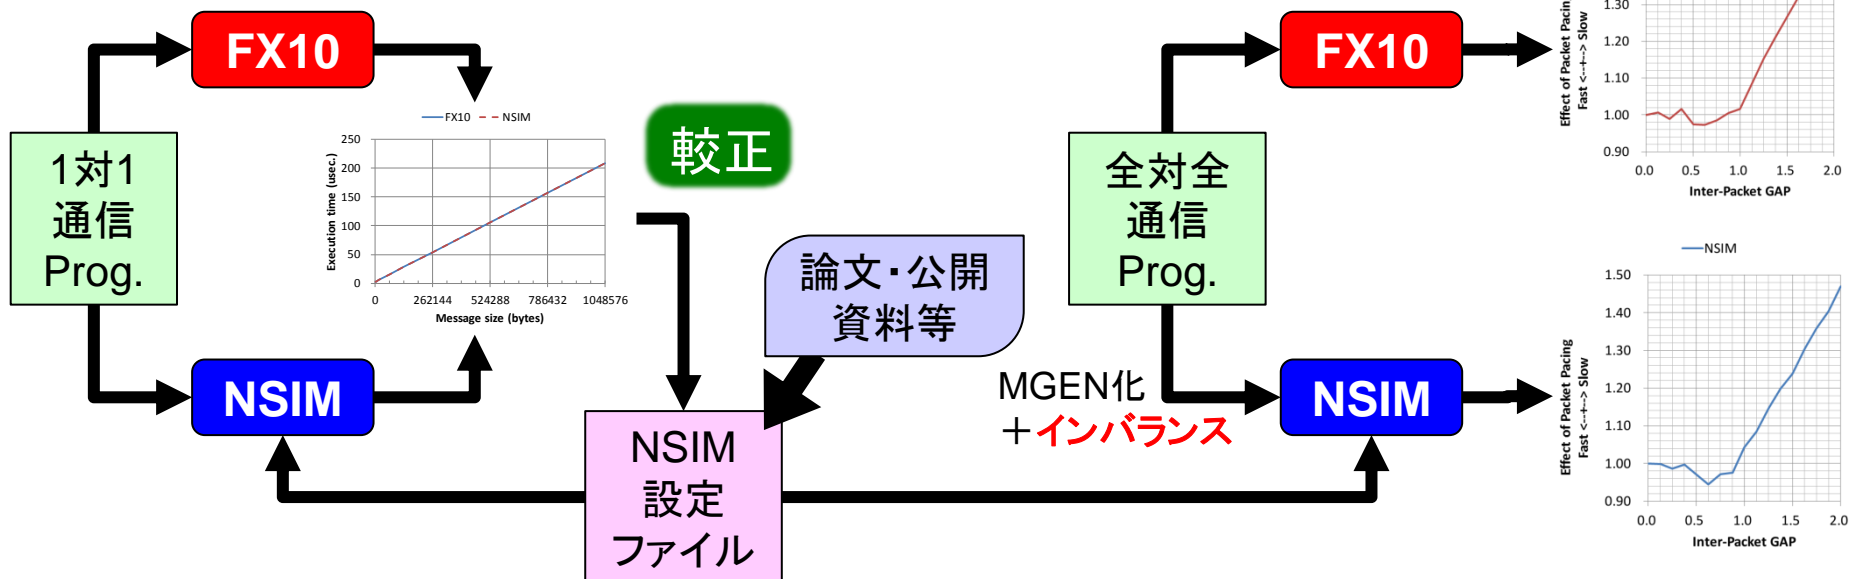 FX10
1対1
通信
Prog.
NSIM
FX10 NSIM
Execution time (usec.)
250
200
150
100
50
0
0 262144 524288 786432 1048576
Message size (bytes)
較正
論文・公開
資料等
NSIM
設定
ファイル
FX10
全対全
通信
Prog.
MGEN化
＋インバランス
NSIM
Effect of Packet Pacing
Fast <--+--> Slow
1.30
1.20
1.10
1.00
0.90
0.0 0.5 1.0 1.5 2.0
Inter-Packet GAP
NSIM
Effect of Packet Pacing
Fast <--+--> Slow
1.50
1.40
1.30
1.20
1.10
1.00
0.90
0.0 0.5 1.0 1.5 2.0
Inter-Packet GAP